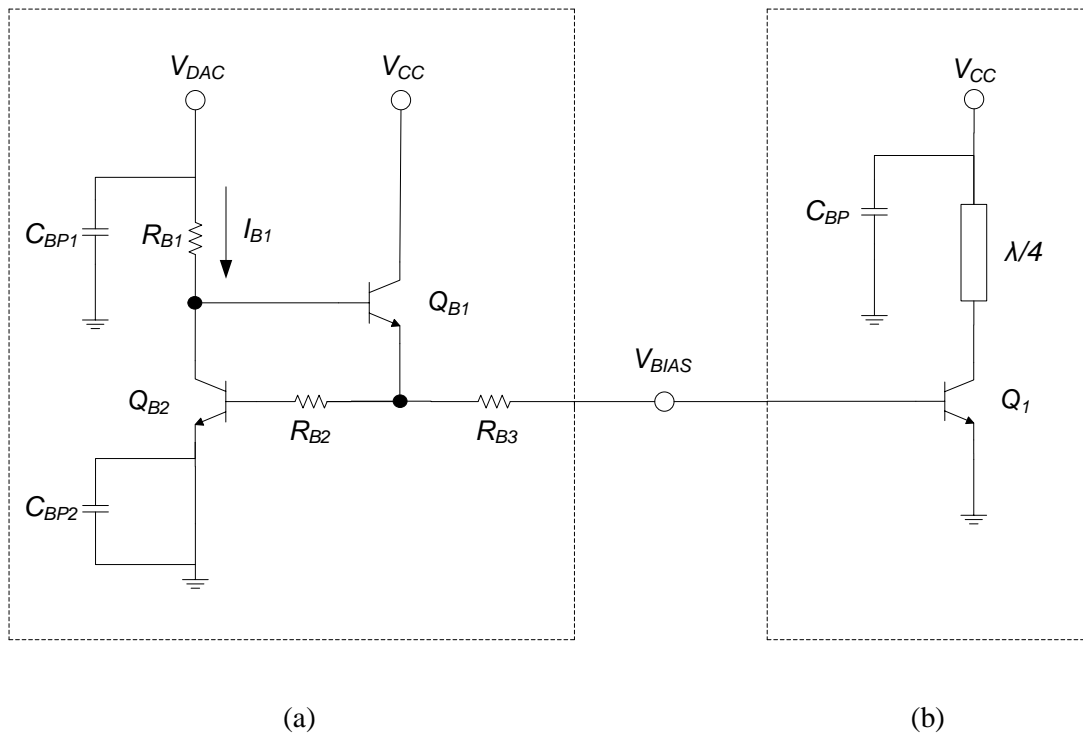 V_DAC
V_CC
C_BP1
R_B1
I_B1
Q_B1
Q_B2
R_B2
R_B3
V_BIAS
C_BP2
V_CC
C_BP
λ/4
Q_1
(a)
(b)